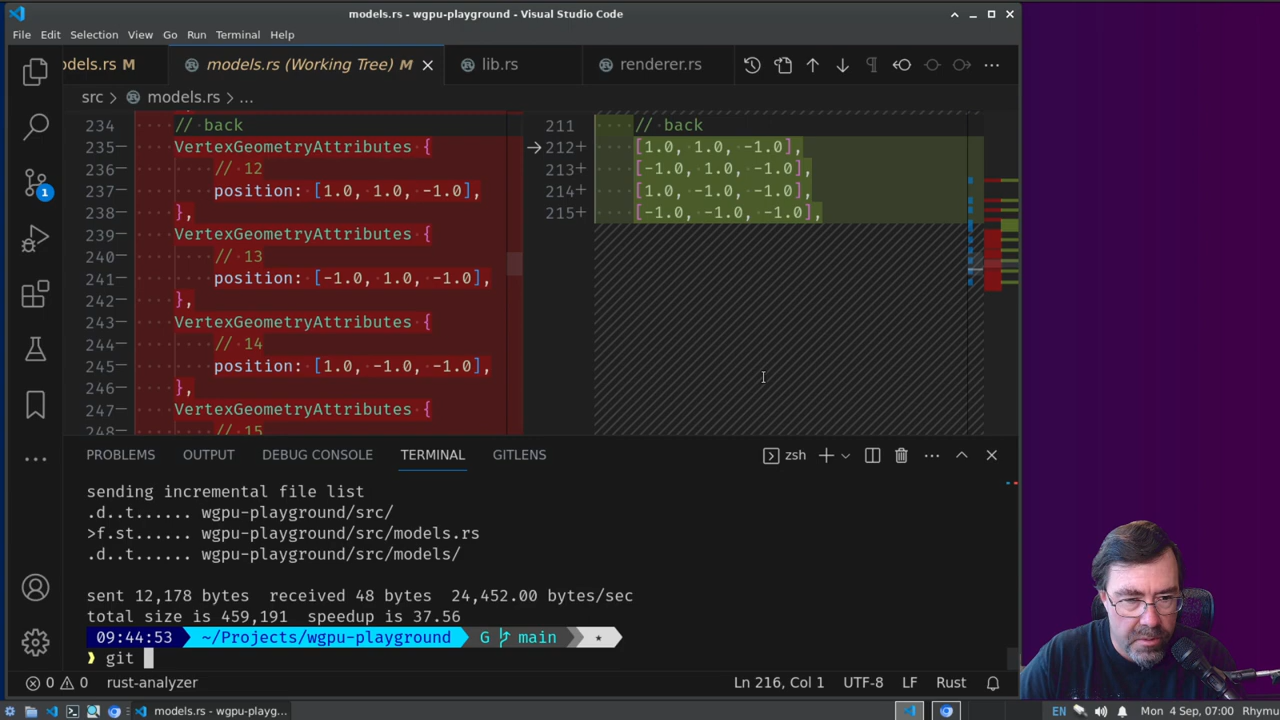 models.rs - wgpu-playground - Visual Studio Code
File Edit Selection View Go Run Terminal Help
odels.rs M
models.rs (Working Tree) M
lib.rs
renderer.rs
src > models.rs > ...
234 // back
235 VertexGeometryAttributes {
236 // 12
237 position: [1.0, 1.0, -1.0],
238 },
239 VertexGeometryAttributes {
240 // 13
241 position: [-1.0, 1.0, -1.0],
242 },
243 VertexGeometryAttributes {
244 // 14
245 position: [1.0, -1.0, -1.0],
246 },
247 VertexGeometryAttributes {
248 // 15
211 // back
212+ [1.0, 1.0, -1.0],
213+ [-1.0, 1.0, -1.0],
214+ [1.0, -1.0, -1.0],
215+ [-1.0, -1.0, -1.0],
1
PROBLEMS OUTPUT DEBUG CONSOLE TERMINAL GITLENS
zsh
sending incremental file list
.d..t...... wgpu-playground/src/
>f.st...... wgpu-playground/src/models.rs
.d..t...... wgpu-playground/src/models/
sent 12,178 bytes received 48 bytes 24,452.00 bytes/sec
total size is 459,191 speedup is 37.56
09:44:53 ~/Projects/wgpu-playground G main ★
❱ git
0 0 rust-analyzer
Ln 216, Col 1 UTF-8 LF Rust
models.rs - wgpu-playg...
EN Mon 4 Sep, 07:00 Rhymu